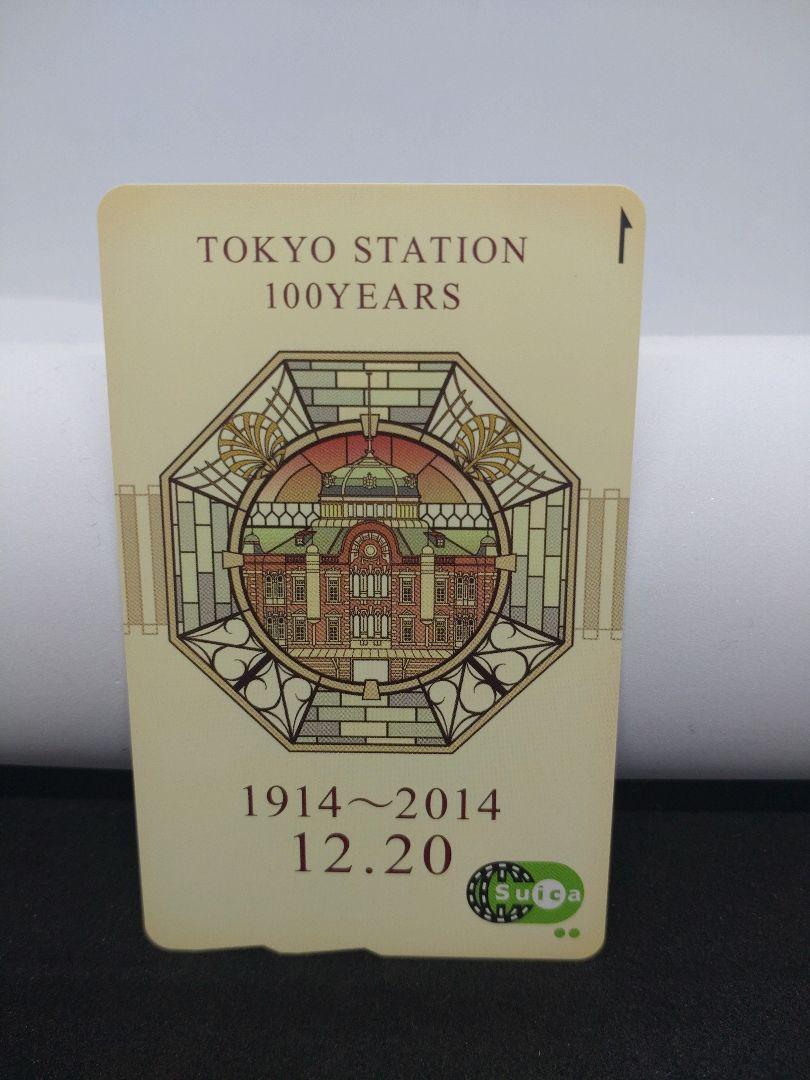 TOKYO STATION
100YEARS
1914～2014
12.20
Suica